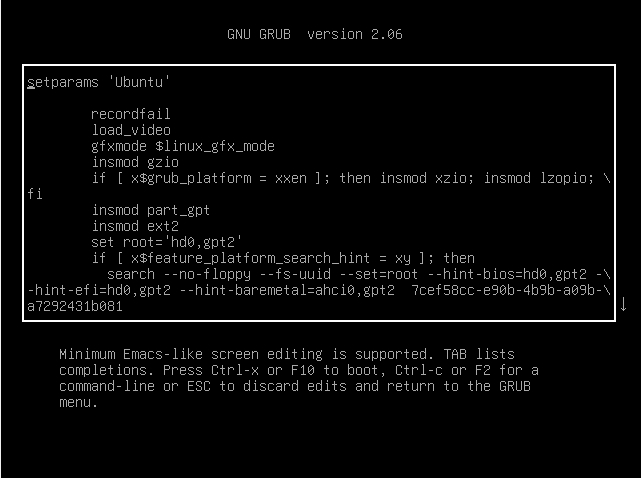 GNU GRUB  version 2.06
setparams 'Ubuntu'
        recordfail
        load_video
        gfxmode $linux_gfx_mode
        insmod gzio
        if [ x$grub_platform = xxen ]; then insmod xzio; insmod lzopio; \
fi
        insmod part_gpt
        insmod ext2
        set root='hd0,gpt2'
        if [ x$feature_platform_search_hint = xy ]; then
          search --no-floppy --fs-uuid --set=root --hint-bios=hd0,gpt2 -\
-hint-efi=hd0,gpt2 --hint-baremetal=ahci0,gpt2  7cef58cc-e90b-4b9b-a09b-\
a7292431b081
↓
Minimum Emacs-like screen editing is supported. TAB lists
completions. Press Ctrl-x or F10 to boot, Ctrl-c or F2 for a
command-line or ESC to discard edits and return to the GRUB
menu.